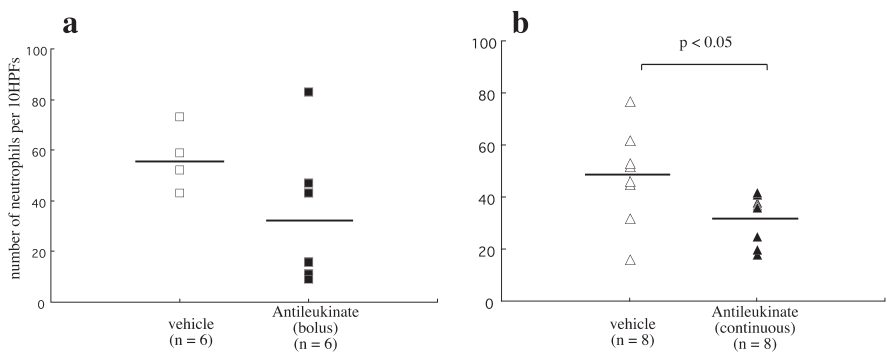 a
number of neutrophils per 10HPFs
100
80
60
40
20
0
vehicle
(n = 6)
Antileukinate
(bolus)
(n = 6)
b
p < 0.05
100
80
60
40
20
0
vehicle
(n = 8)
Antileukinate
(continuous)
(n = 8)